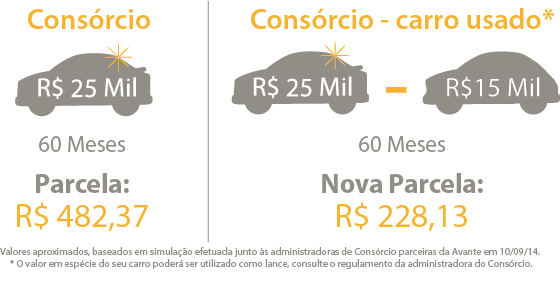 Consórcio
R$ 25 Mil
60 Meses
Parcela:
R$ 482,37
Consórcio - carro usado*
R$ 25 Mil – R$15 Mil
60 Meses
Nova Parcela:
R$ 228,13
Valores aproximados, baseados em simulação efetuada junto às administradoras de Consórcio parceiras da Avante em 10/09/14.
* O valor em espécie do seu carro poderá ser utilizado como lance, consulte o regulamento da administradora do Consórcio.